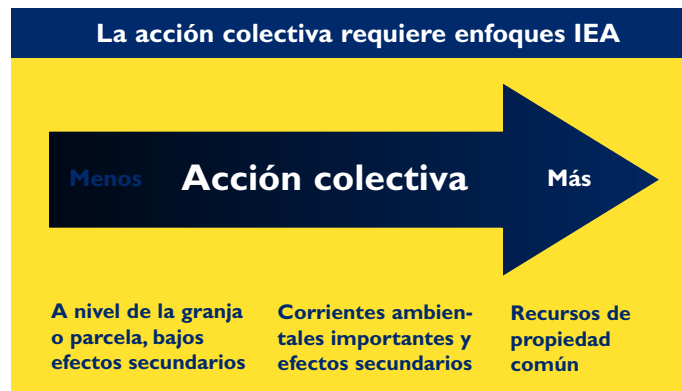 La acción colectiva requiere enfoques IEA
Menos Acción colectiva Más
A nivel de la granja
o parcela, bajos
efectos secundarios
Corrientes ambien-
tales importantes y
efectos secundarios
Recursos de
propiedad
común